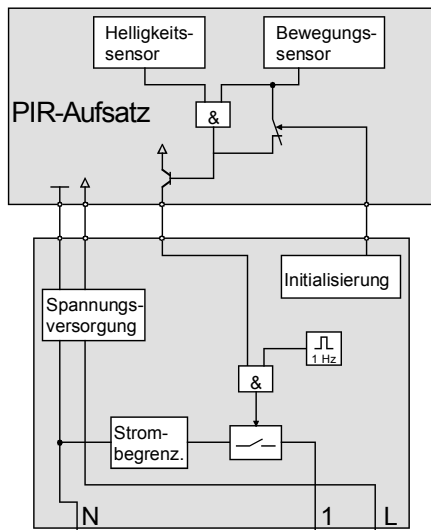 Helligkeits-
sensor
Bewegungs-
sensor
PIR-Aufsatz
&
Initialisierung
Spannungs-
versorgung
1 Hz
&
Strom-
begrenz.
N
1
L